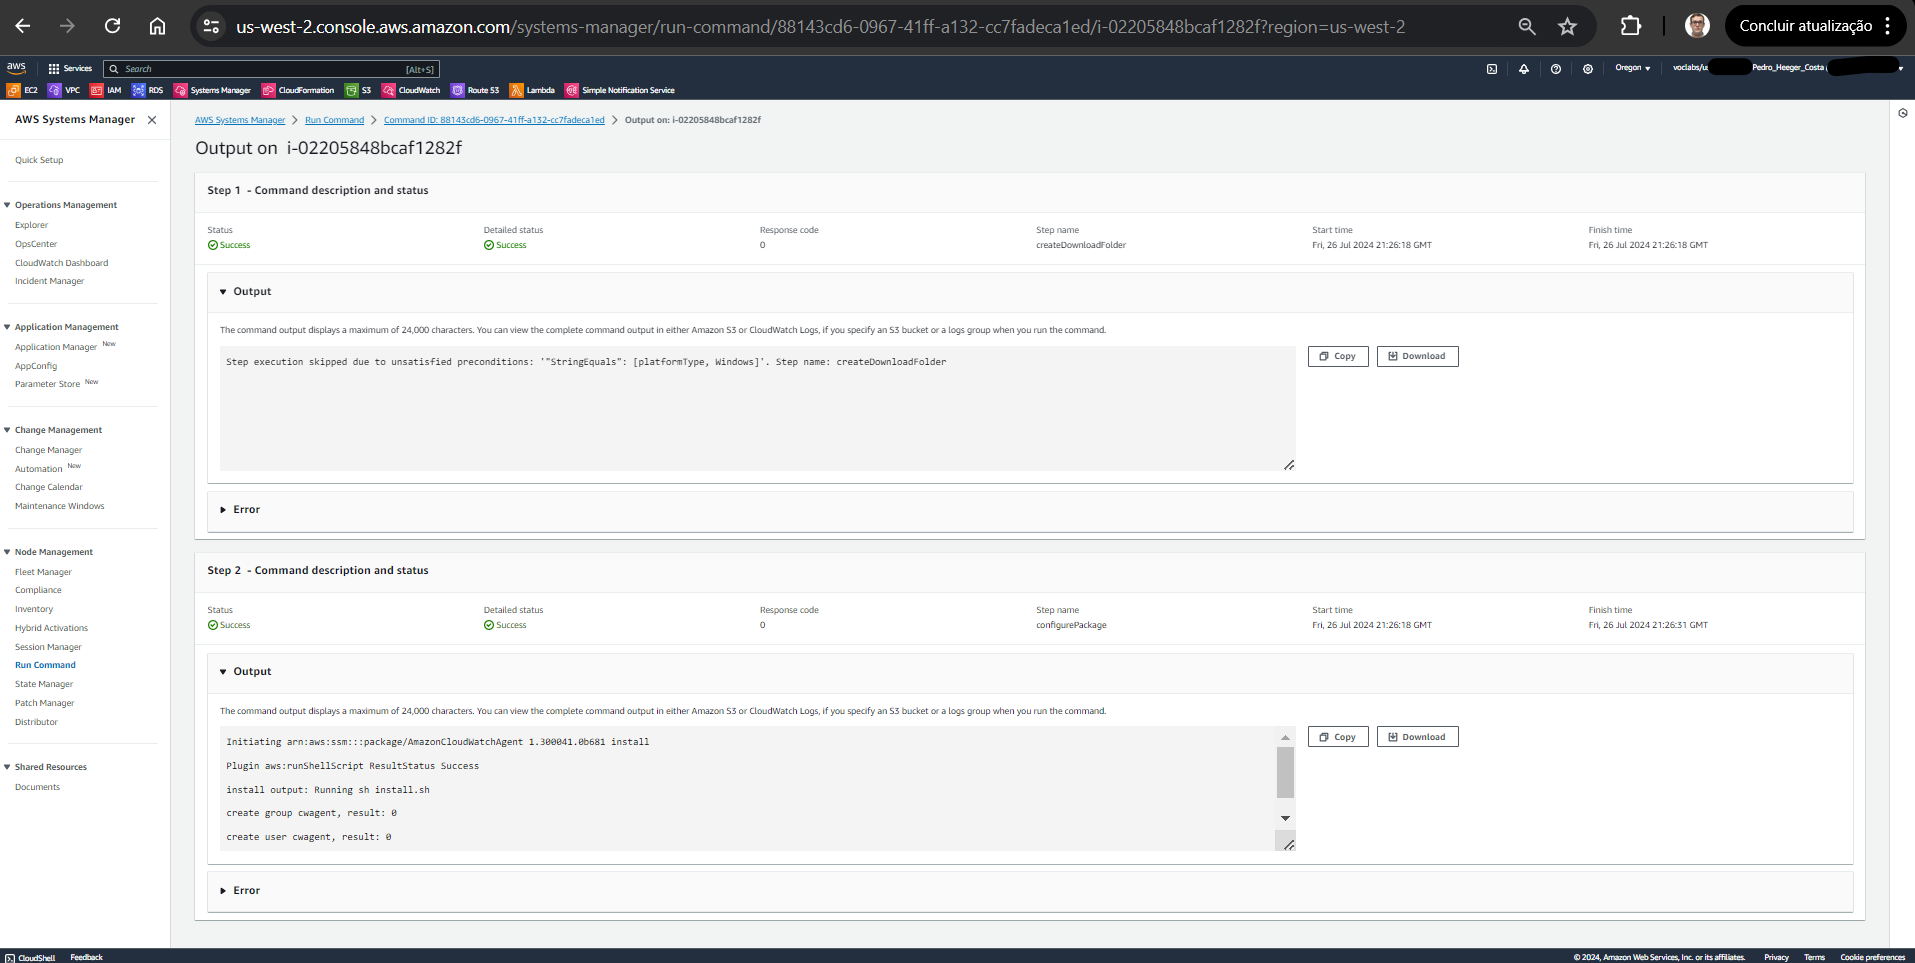 us-west-2.console.aws.amazon.com/systems-manager/run-command/88143cd6-0967-41ff-a132-cc7fadeca1ed/i-02205848bcaf1282f?region=us-west-2
Concluir atualização
aws
Services
Search
[Alt+S]
Oregon
voclabs/us
Pedro_Heeger_Costa
EC2 VPC IAM RDS Systems Manager CloudFormation S3 CloudWatch Route 53 Lambda Simple Notification Service
AWS Systems Manager
Quick Setup
Operations Management
Explorer
OpsCenter
CloudWatch Dashboard
Incident Manager
Application Management
Application Manager New
AppConfig
Parameter Store New
Change Management
Change Manager
Automation New
Change Calendar
Maintenance Windows
Node Management
Fleet Manager
Compliance
Inventory
Hybrid Activations
Session Manager
Run Command
State Manager
Patch Manager
Distributor
Shared Resources
Documents
AWS Systems Manager > Run Command > Command ID: 88143cd6-0967-41ff-a132-cc7fadeca1ed > Output on: i-02205848bcaf1282f
Output on i-02205848bcaf1282f
Step 1 - Command description and status
Status Detailed status Response code Step name Start time Finish time
Success Success 0 createDownloadFolder Fri, 26 Jul 2024 21:26:18 GMT Fri, 26 Jul 2024 21:26:18 GMT
Output
The command output displays a maximum of 24,000 characters. You can view the complete command output in either Amazon S3 or CloudWatch Logs, if you specify an S3 bucket or a logs group when you run the command.
Step execution skipped due to unsatisfied preconditions: '"StringEquals": [platformType, Windows]'. Step name: createDownloadFolder
Copy Download
Error
Step 2 - Command description and status
Status Detailed status Response code Step name Start time Finish time
Success Success 0 configurePackage Fri, 26 Jul 2024 21:26:18 GMT Fri, 26 Jul 2024 21:26:31 GMT
Output
The command output displays a maximum of 24,000 characters. You can view the complete command output in either Amazon S3 or CloudWatch Logs, if you specify an S3 bucket or a logs group when you run the command.
Initiating arn:aws:ssm:::package/AmazonCloudWatchAgent 1.300041.0b681 install
Plugin aws:runShellScript ResultStatus Success
install output: Running sh install.sh
create group cwagent, result: 0
create user cwagent, result: 0
Copy Download
Error
CloudShell Feedback
© 2024, Amazon Web Services, Inc. or its affiliates. Privacy Terms Cookie preferences